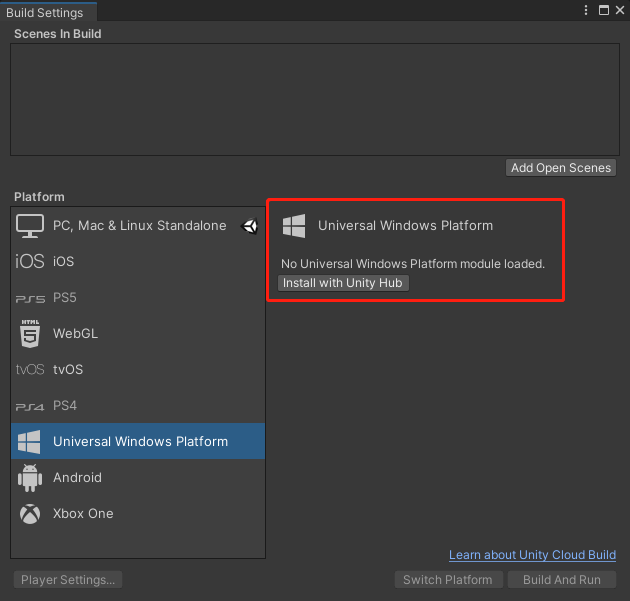 Build Settings
Scenes In Build
Add Open Scenes
Platform
PC, Mac & Linux Standalone
iOS iOS
PS5 PS5
HTML 5 WebGL
tvOS tvOS
PS4 PS4
Universal Windows Platform
Android
Xbox One
Universal Windows Platform
No Universal Windows Platform module loaded.
Install with Unity Hub
Learn about Unity Cloud Build
Player Settings...
Switch Platform
Build And Run